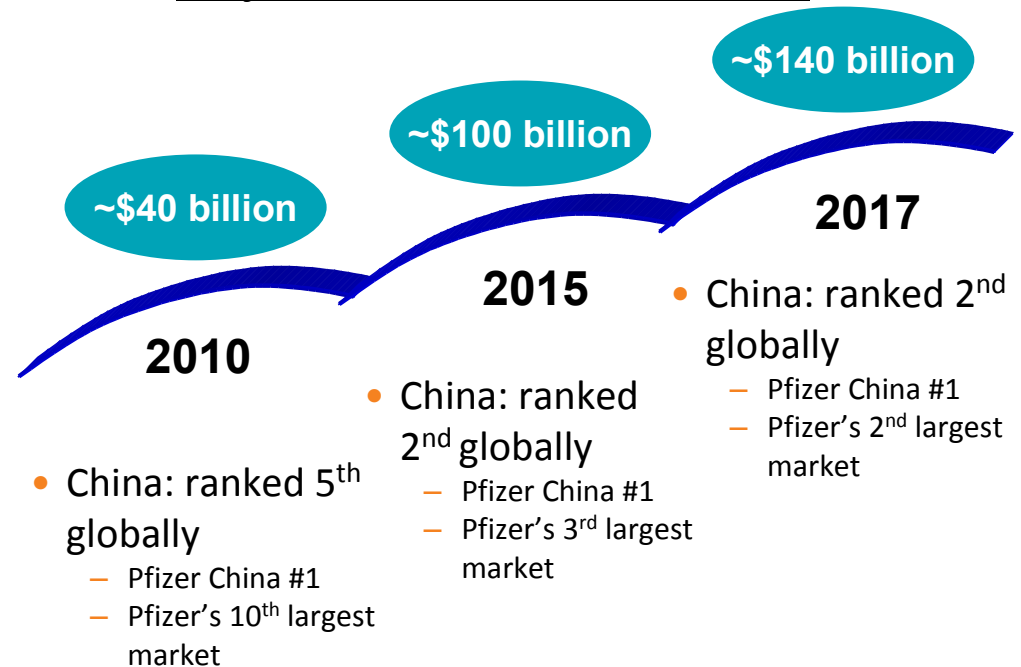 ~$40 billion
2010
• China: ranked 5th
globally
– Pfizer China #1
– Pfizer's 10th largest
market
~$100 billion
2015
• China: ranked
2nd globally
– Pfizer China #1
– Pfizer's 3rd largest
market
~$140 billion
2017
• China: ranked 2nd
globally
– Pfizer China #1
– Pfizer's 2nd largest
market